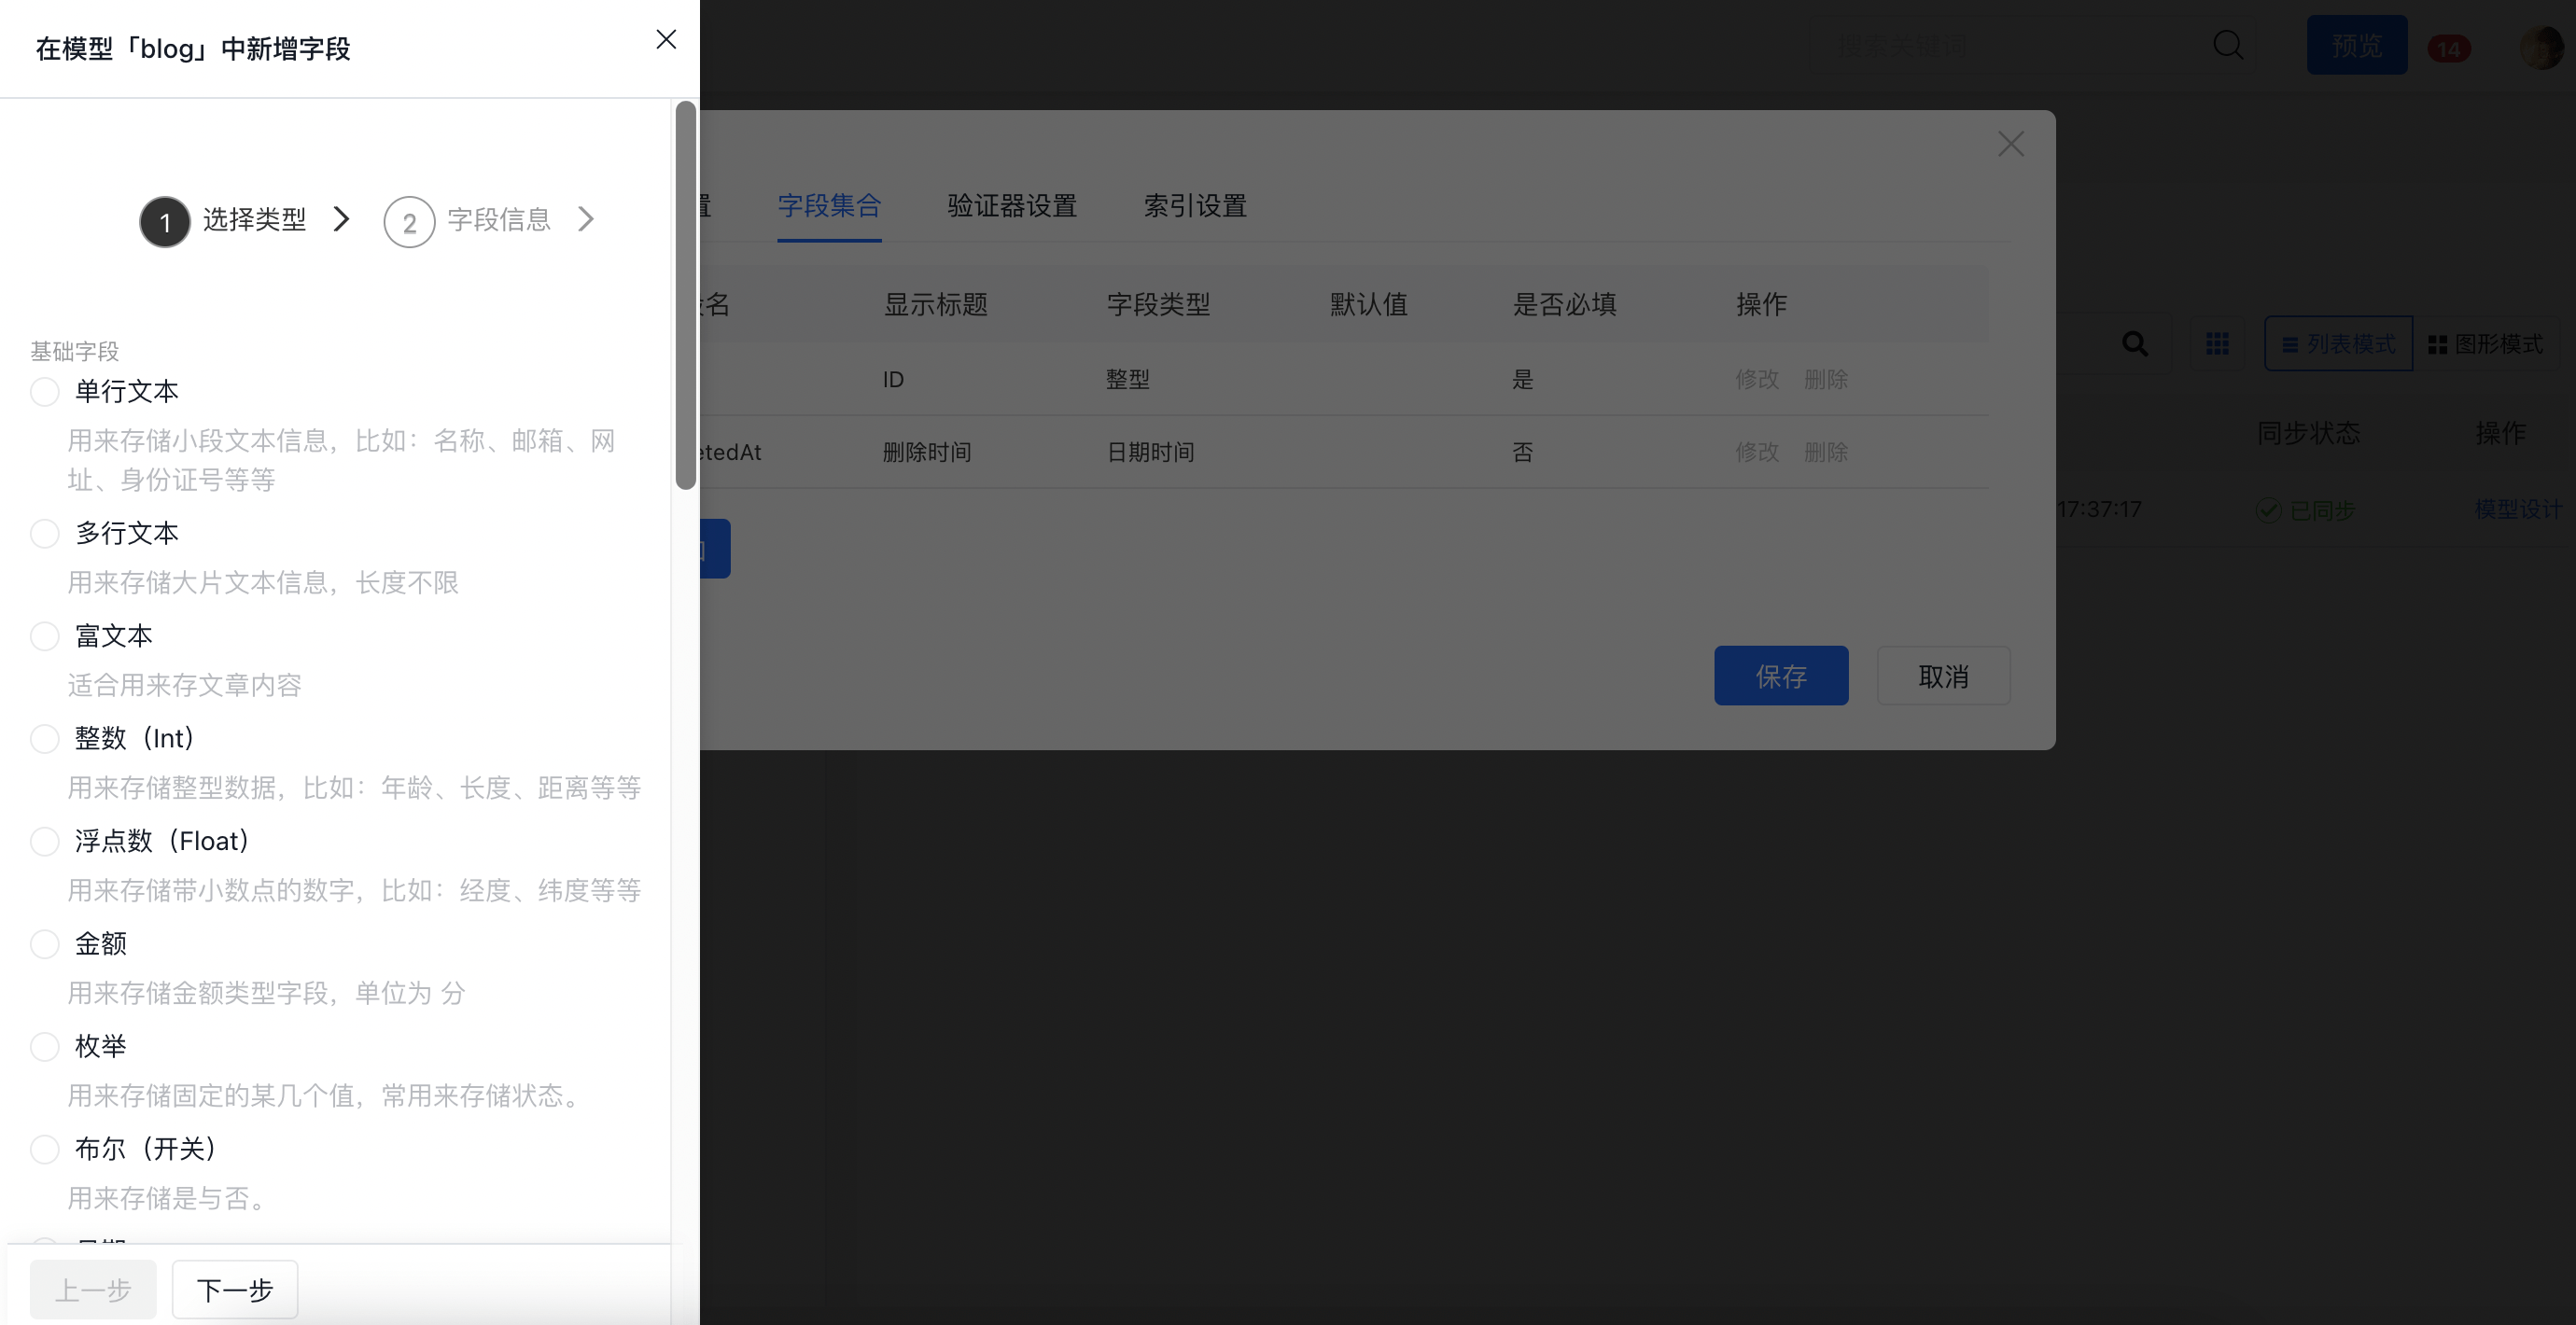 在模型「blog」中新增字段
1 选择类型
2 字段信息
基础字段
单行文本
用来存储小段文本信息，比如：名称、邮箱、网
址、身份证号等等
多行文本
用来存储大片文本信息，长度不限
富文本
适合用来存文章内容
整数（Int）
用来存储整型数据，比如：年龄、长度、距离等等
浮点数（Float）
用来存储带小数点的数字，比如：经度、纬度等等
金额
用来存储金额类型字段，单位为 分
枚举
用来存储固定的某几个值，常用来存储状态。
布尔（开关）
用来存储是与否。
上一步 下一步
搜索关键词 预览 14
字段集合 验证器设置 索引设置
名 显示标题 字段类型 默认值 是否必填 操作
ID 整型 是 修改 删除
etedAt 删除时间 日期时间 否 修改 删除
保存 取消
列表模式 图形模式
同步状态 操作
17:37:17 已同步 模型设计